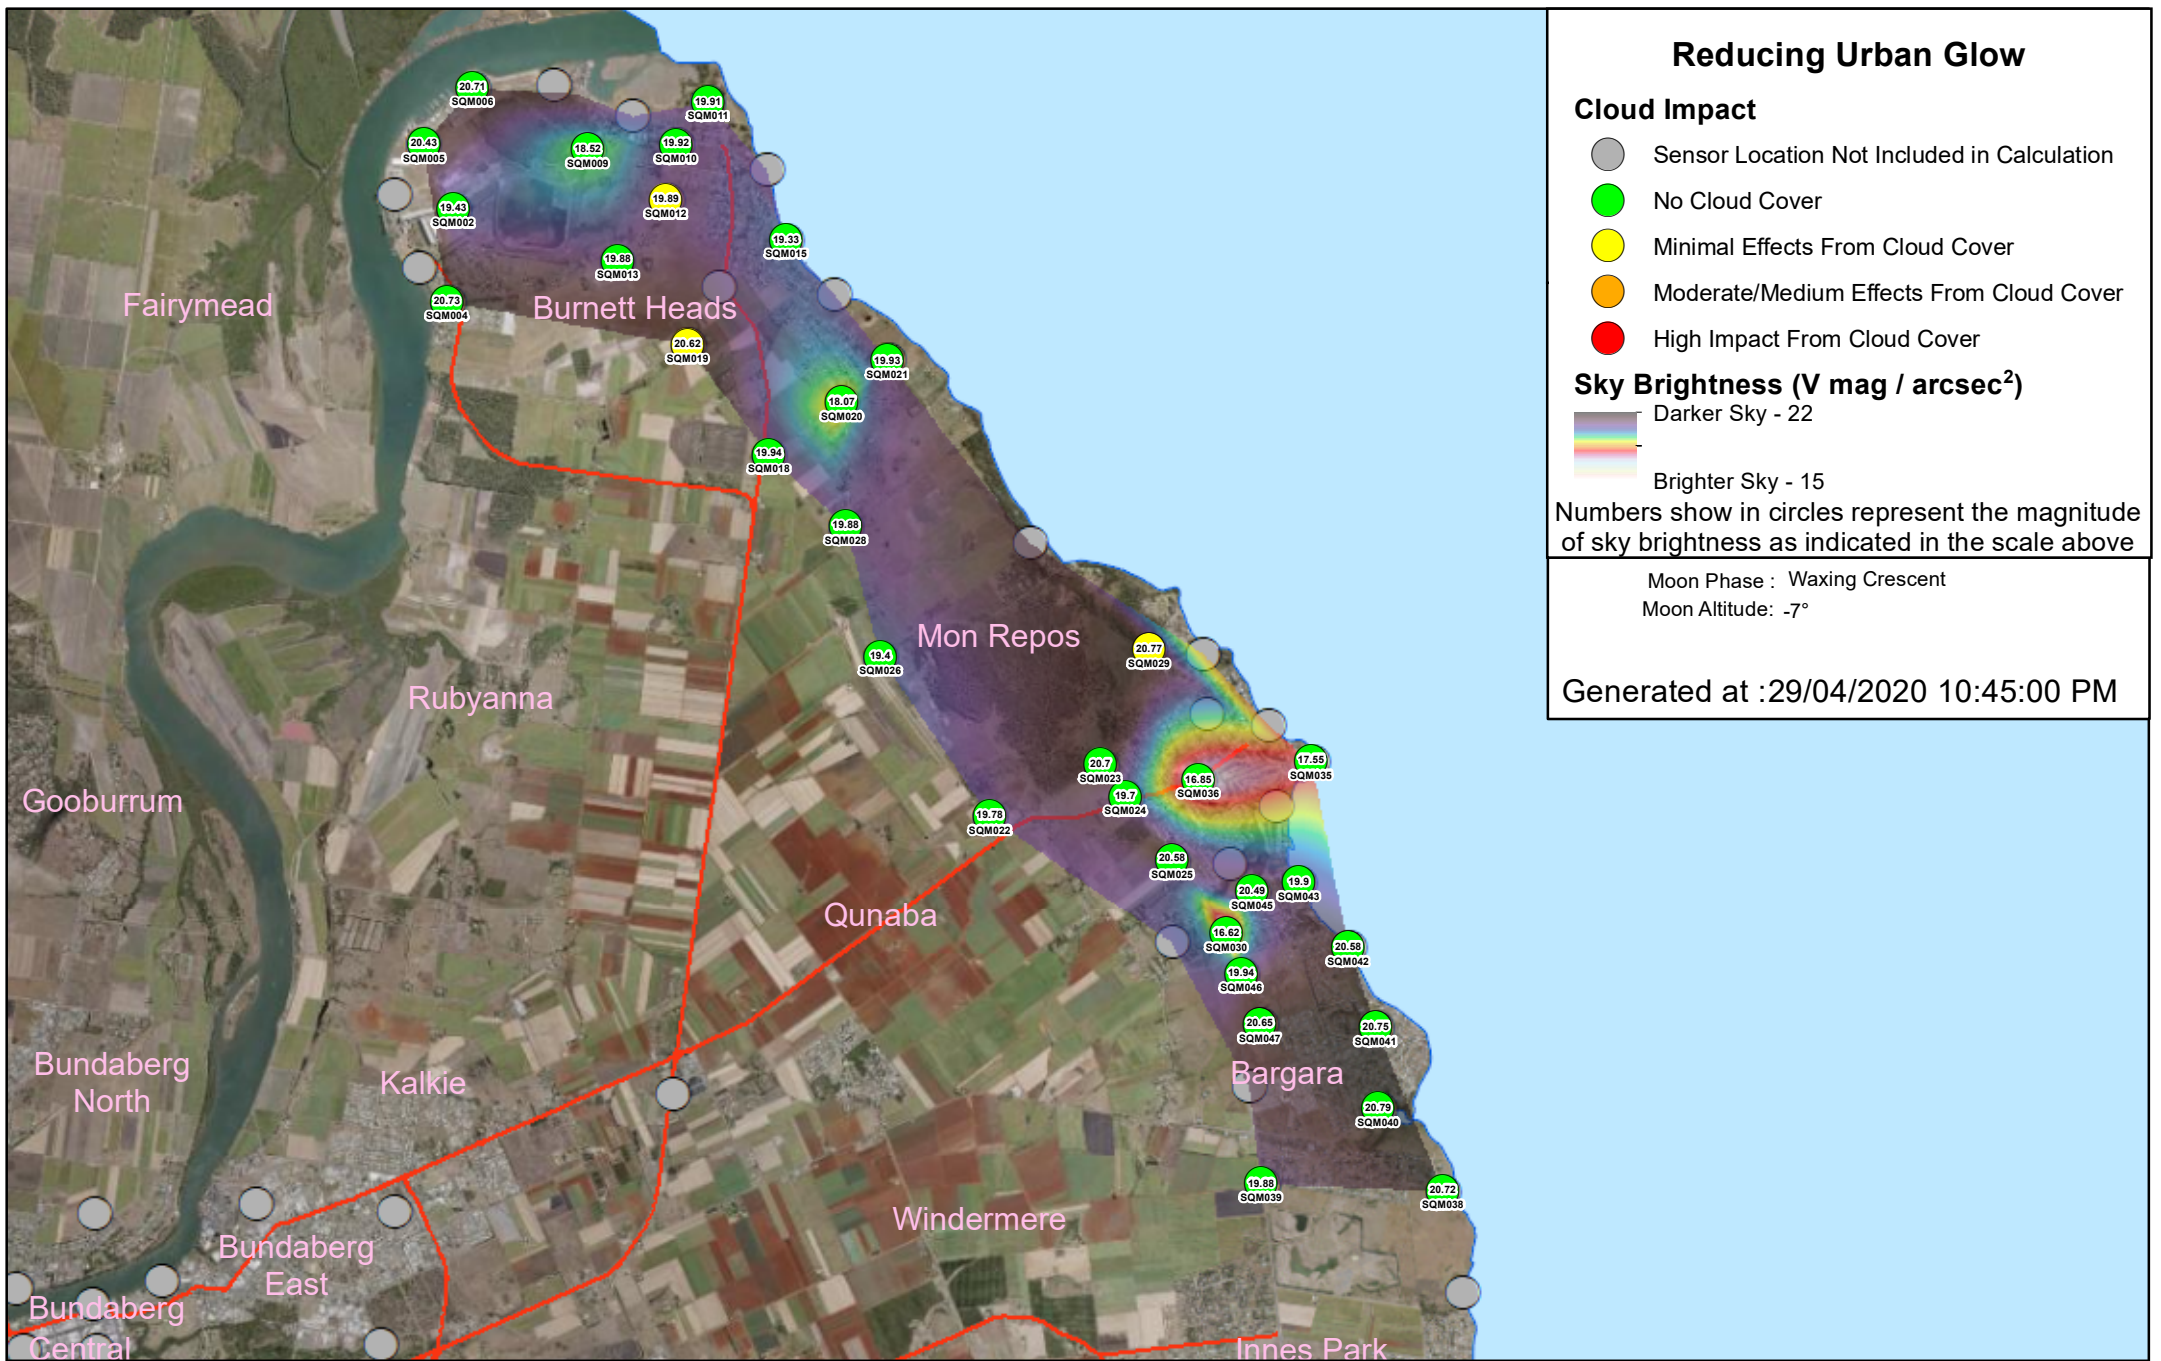 Reducing Urban Glow
Cloud Impact
Sensor Location Not Included in Calculation
No Cloud Cover
Minimal Effects From Cloud Cover
Moderate/Medium Effects From Cloud Cover
High Impact From Cloud Cover
Sky Brightness (V mag / arcsec²)
Darker Sky - 22
Brighter Sky - 15
Numbers show in circles represent the magnitude
of sky brightness as indicated in the scale above
Moon Phase : Waxing Crescent
Moon Altitude: -7°
Generated at :29/04/2020 10:45:00 PM
20.71
SQM006
19.91
SQM011
20.43
SQM005
18.52
SQM009
19.92
SQM010
19.43
SQM002
19.89
SQM012
19.33
SQM015
19.88
SQM013
20.73
SQM004
Fairymead
Burnett Heads
20.62
SQM019
19.93
SQM021
18.07
SQM020
19.94
SQM018
19.88
SQM028
Mon Repos
20.77
SQM029
19.4
SQM026
Rubyanna
20.7
SQM023
17.55
SQM035
16.85
SQM036
19.7
SQM024
19.78
SQM022
Gooburrum
20.58
SQM025
20.49
SQM045
19.9
SQM043
Qunaba
16.62
SQM030
20.58
SQM042
19.94
SQM046
20.65
SQM047
20.75
SQM041
Bundaberg
North
Kalkie
Bargara
20.79
SQM040
19.88
SQM039
20.72
SQM038
Windermere
Bundaberg
East
Bundaberg
Central
Innes Park